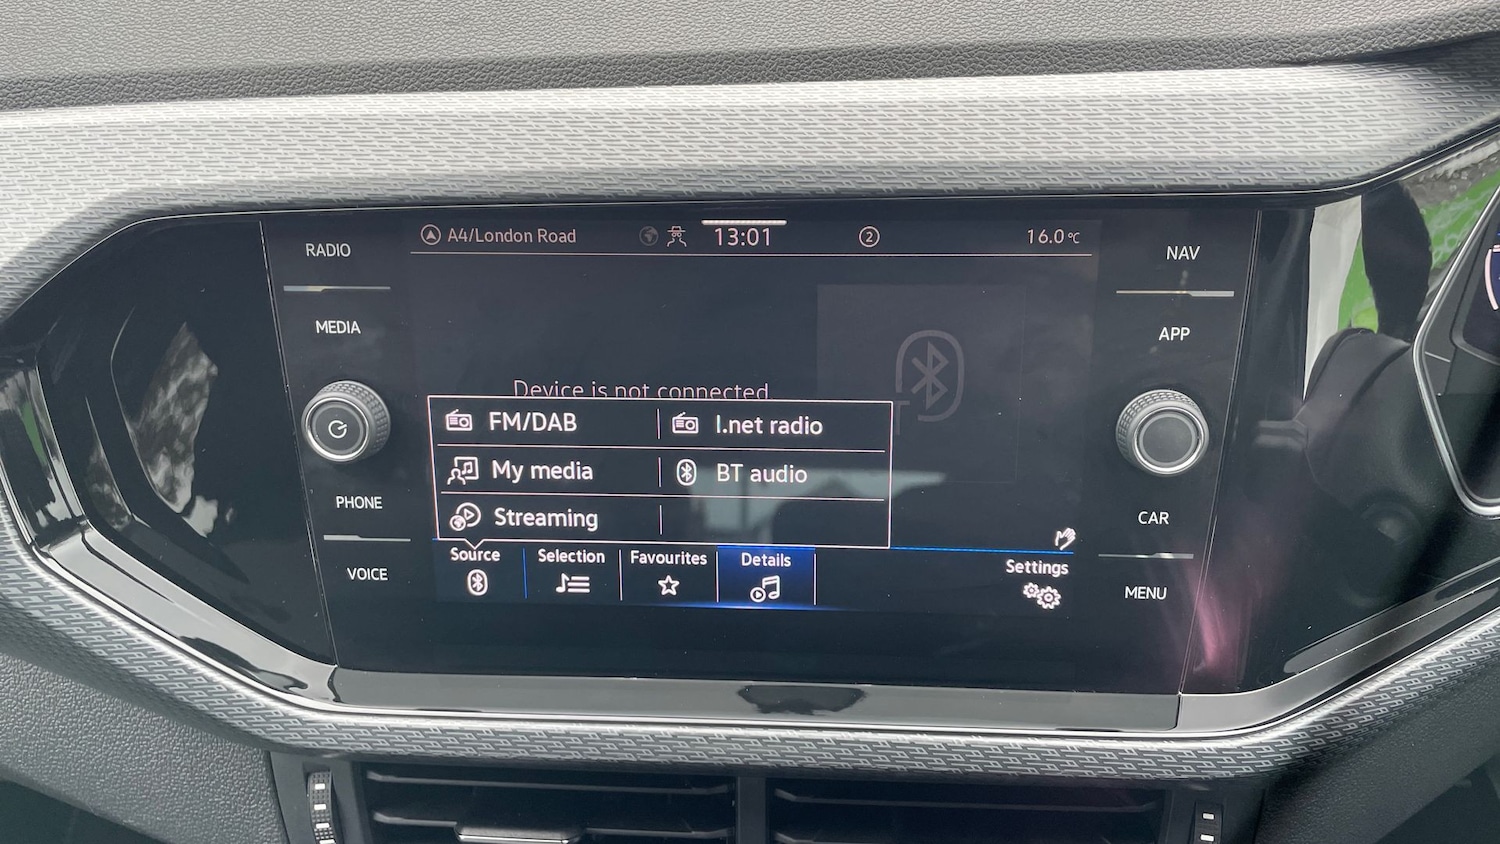 RADIO
MEDIA
PHONE
VOICE
A4/London Road
13:01
2
16.0°C
Device is not connected.
FM/DAB
I.net radio
My media
BT audio
Streaming
Source
Selection
Favourites
Details
Settings
NAV
APP
CAR
MENU